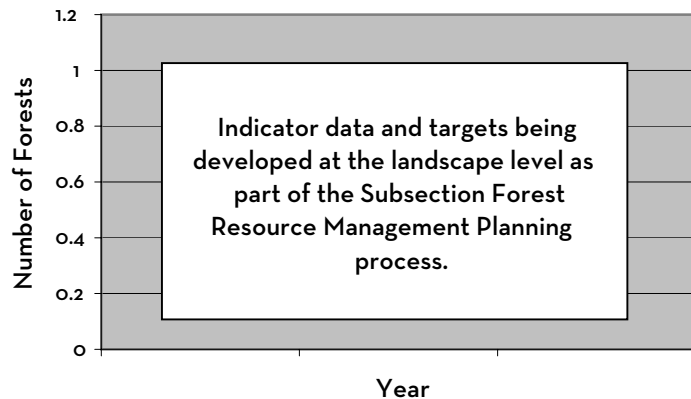 1.2
1
0.8
0.6
0.4
0.2
0
Number of Forests
Indicator data and targets being
developed at the landscape level as
part of the Subsection Forest
Resource Management Planning
process.
Year